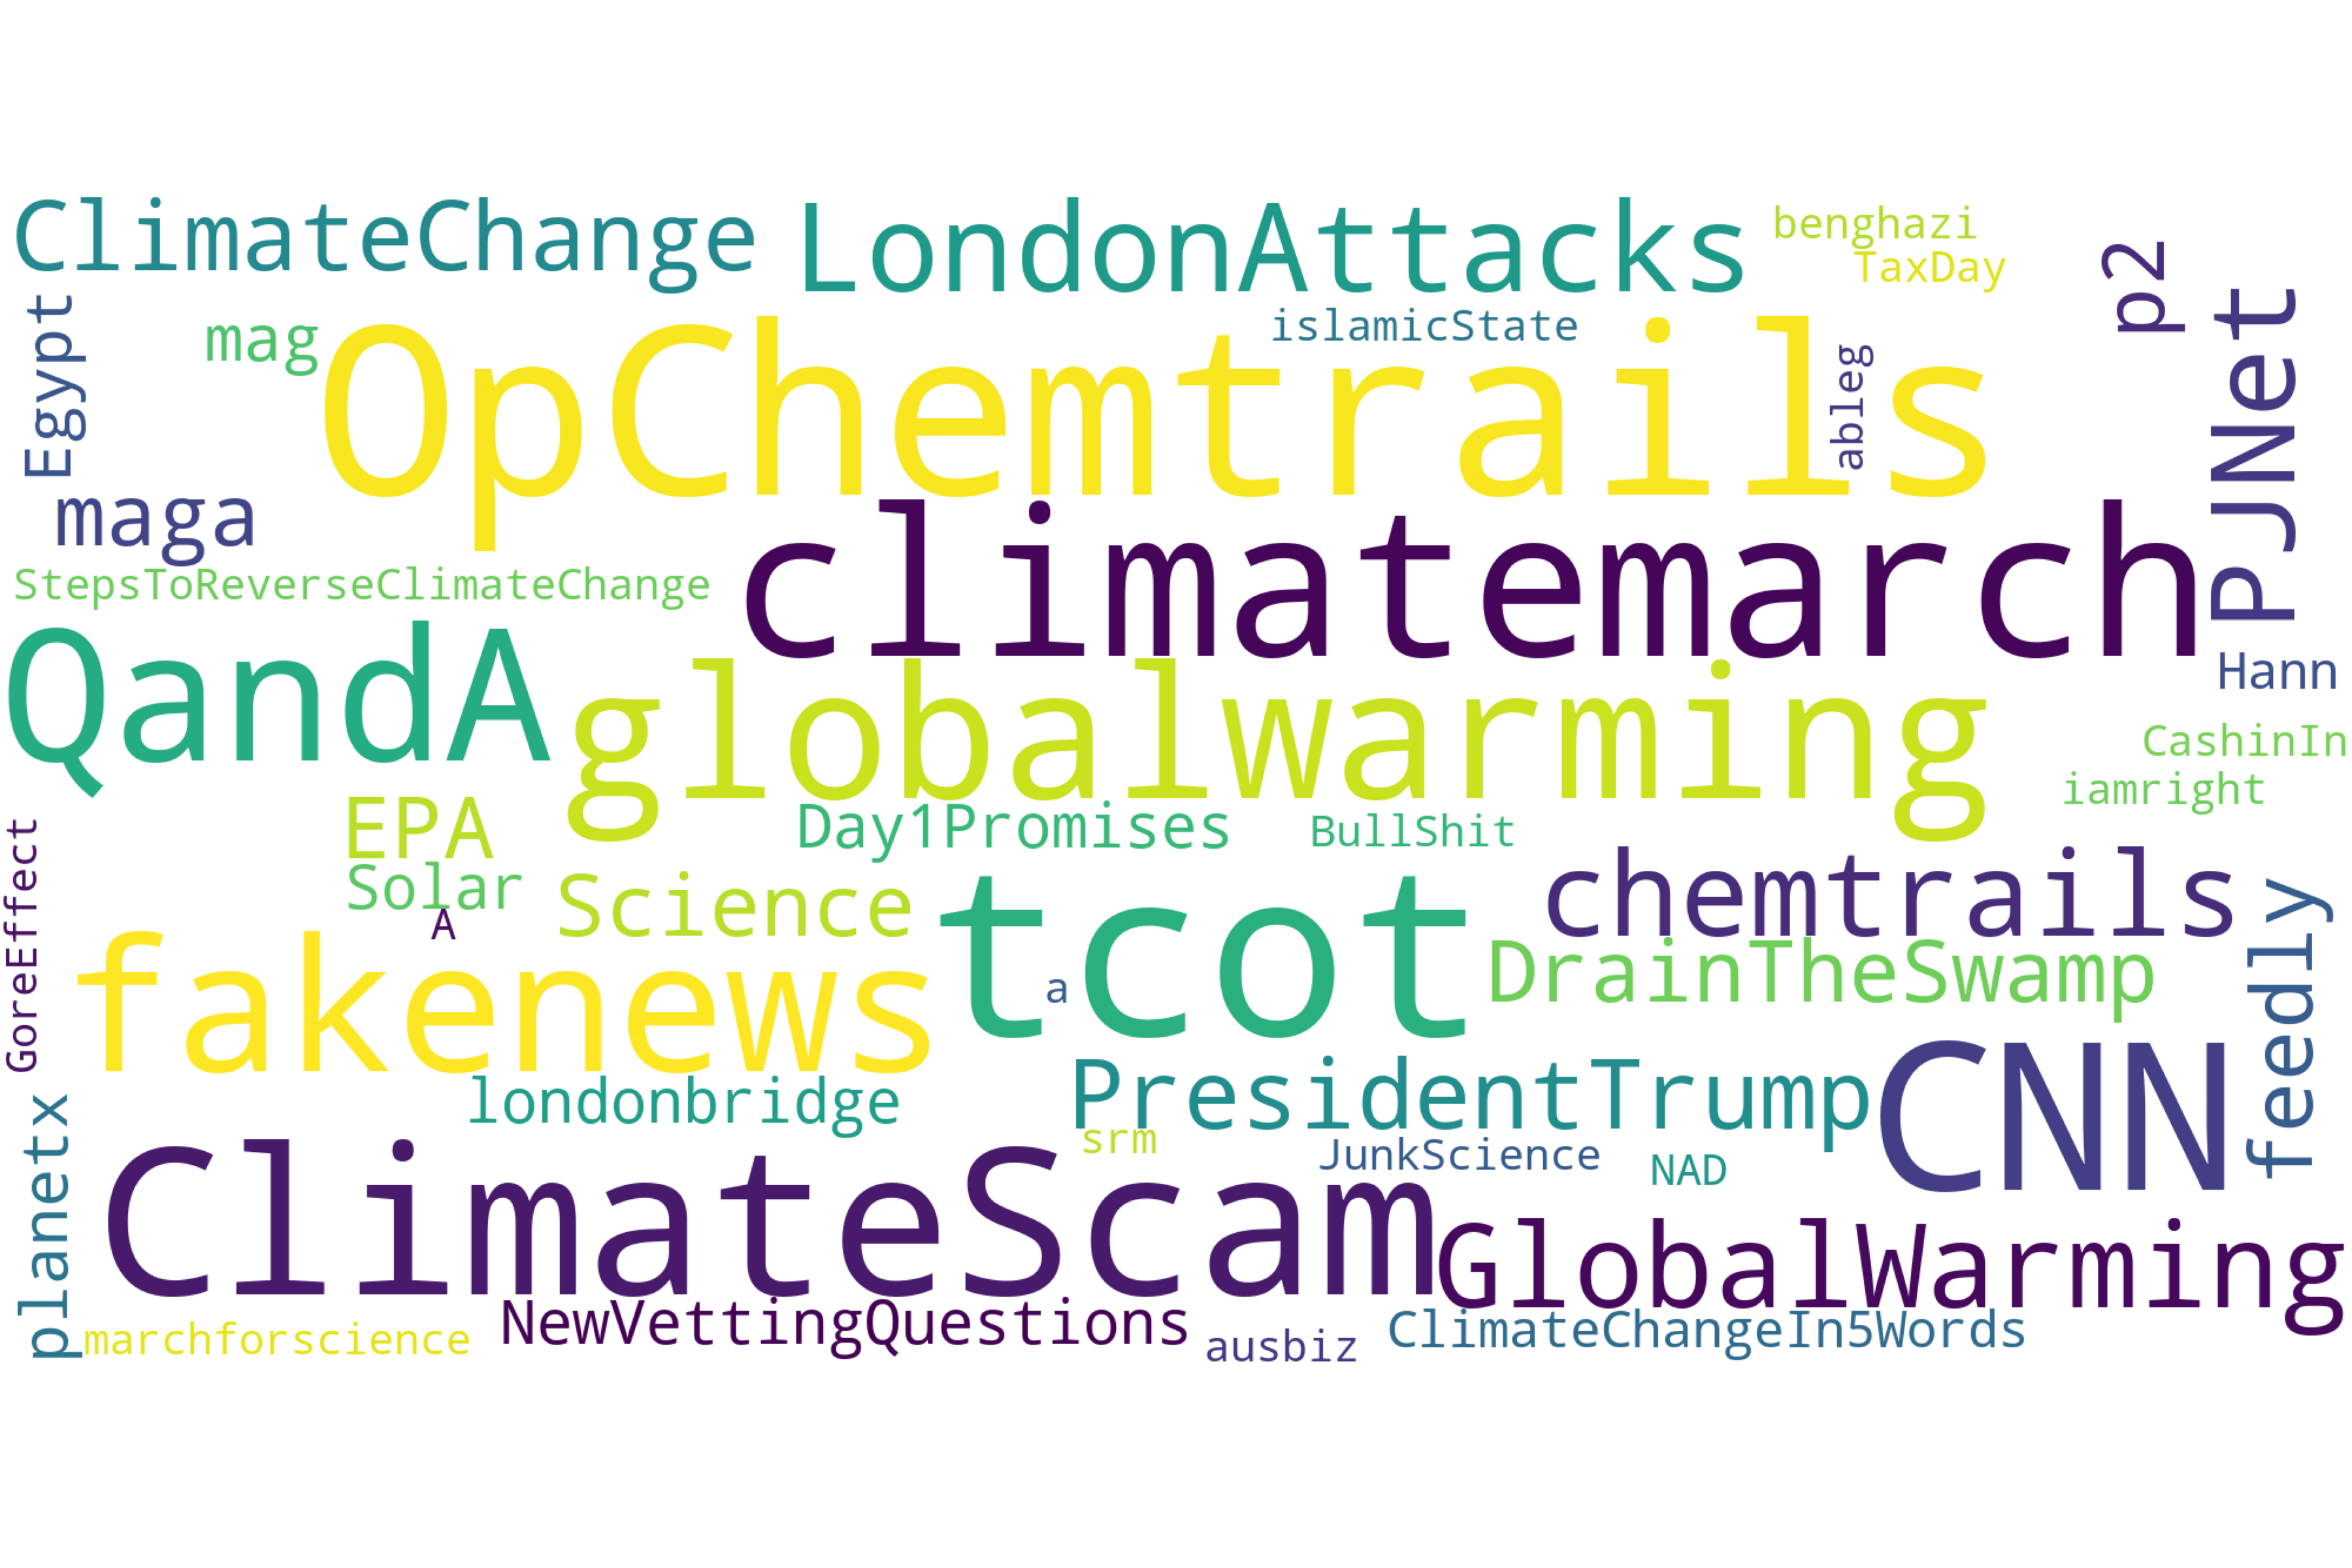 ClimateChange
LondonAttacks
benghazi
TaxDay
p2
PJNet
Egypt
mag
islamicState
OpChemtrails
ableg
maga
climatemarch
StepsToReverseClimateChange
QandA
globalwarming
Hann
CashinIn
iamright
EPA
Day1Promises
BullShit
GoreEffect
Solar
A
Science
tcot
a
chemtrails
fakenews
DrainTheSwamp
feedly
londonbridge
PresidentTrump
CNN
srm
JunkScience
NAD
planetx
ClimateScam
GlobalWarming
marchforscience
NewVettingQuestions
ausbiz
ClimateChangeIn5Words